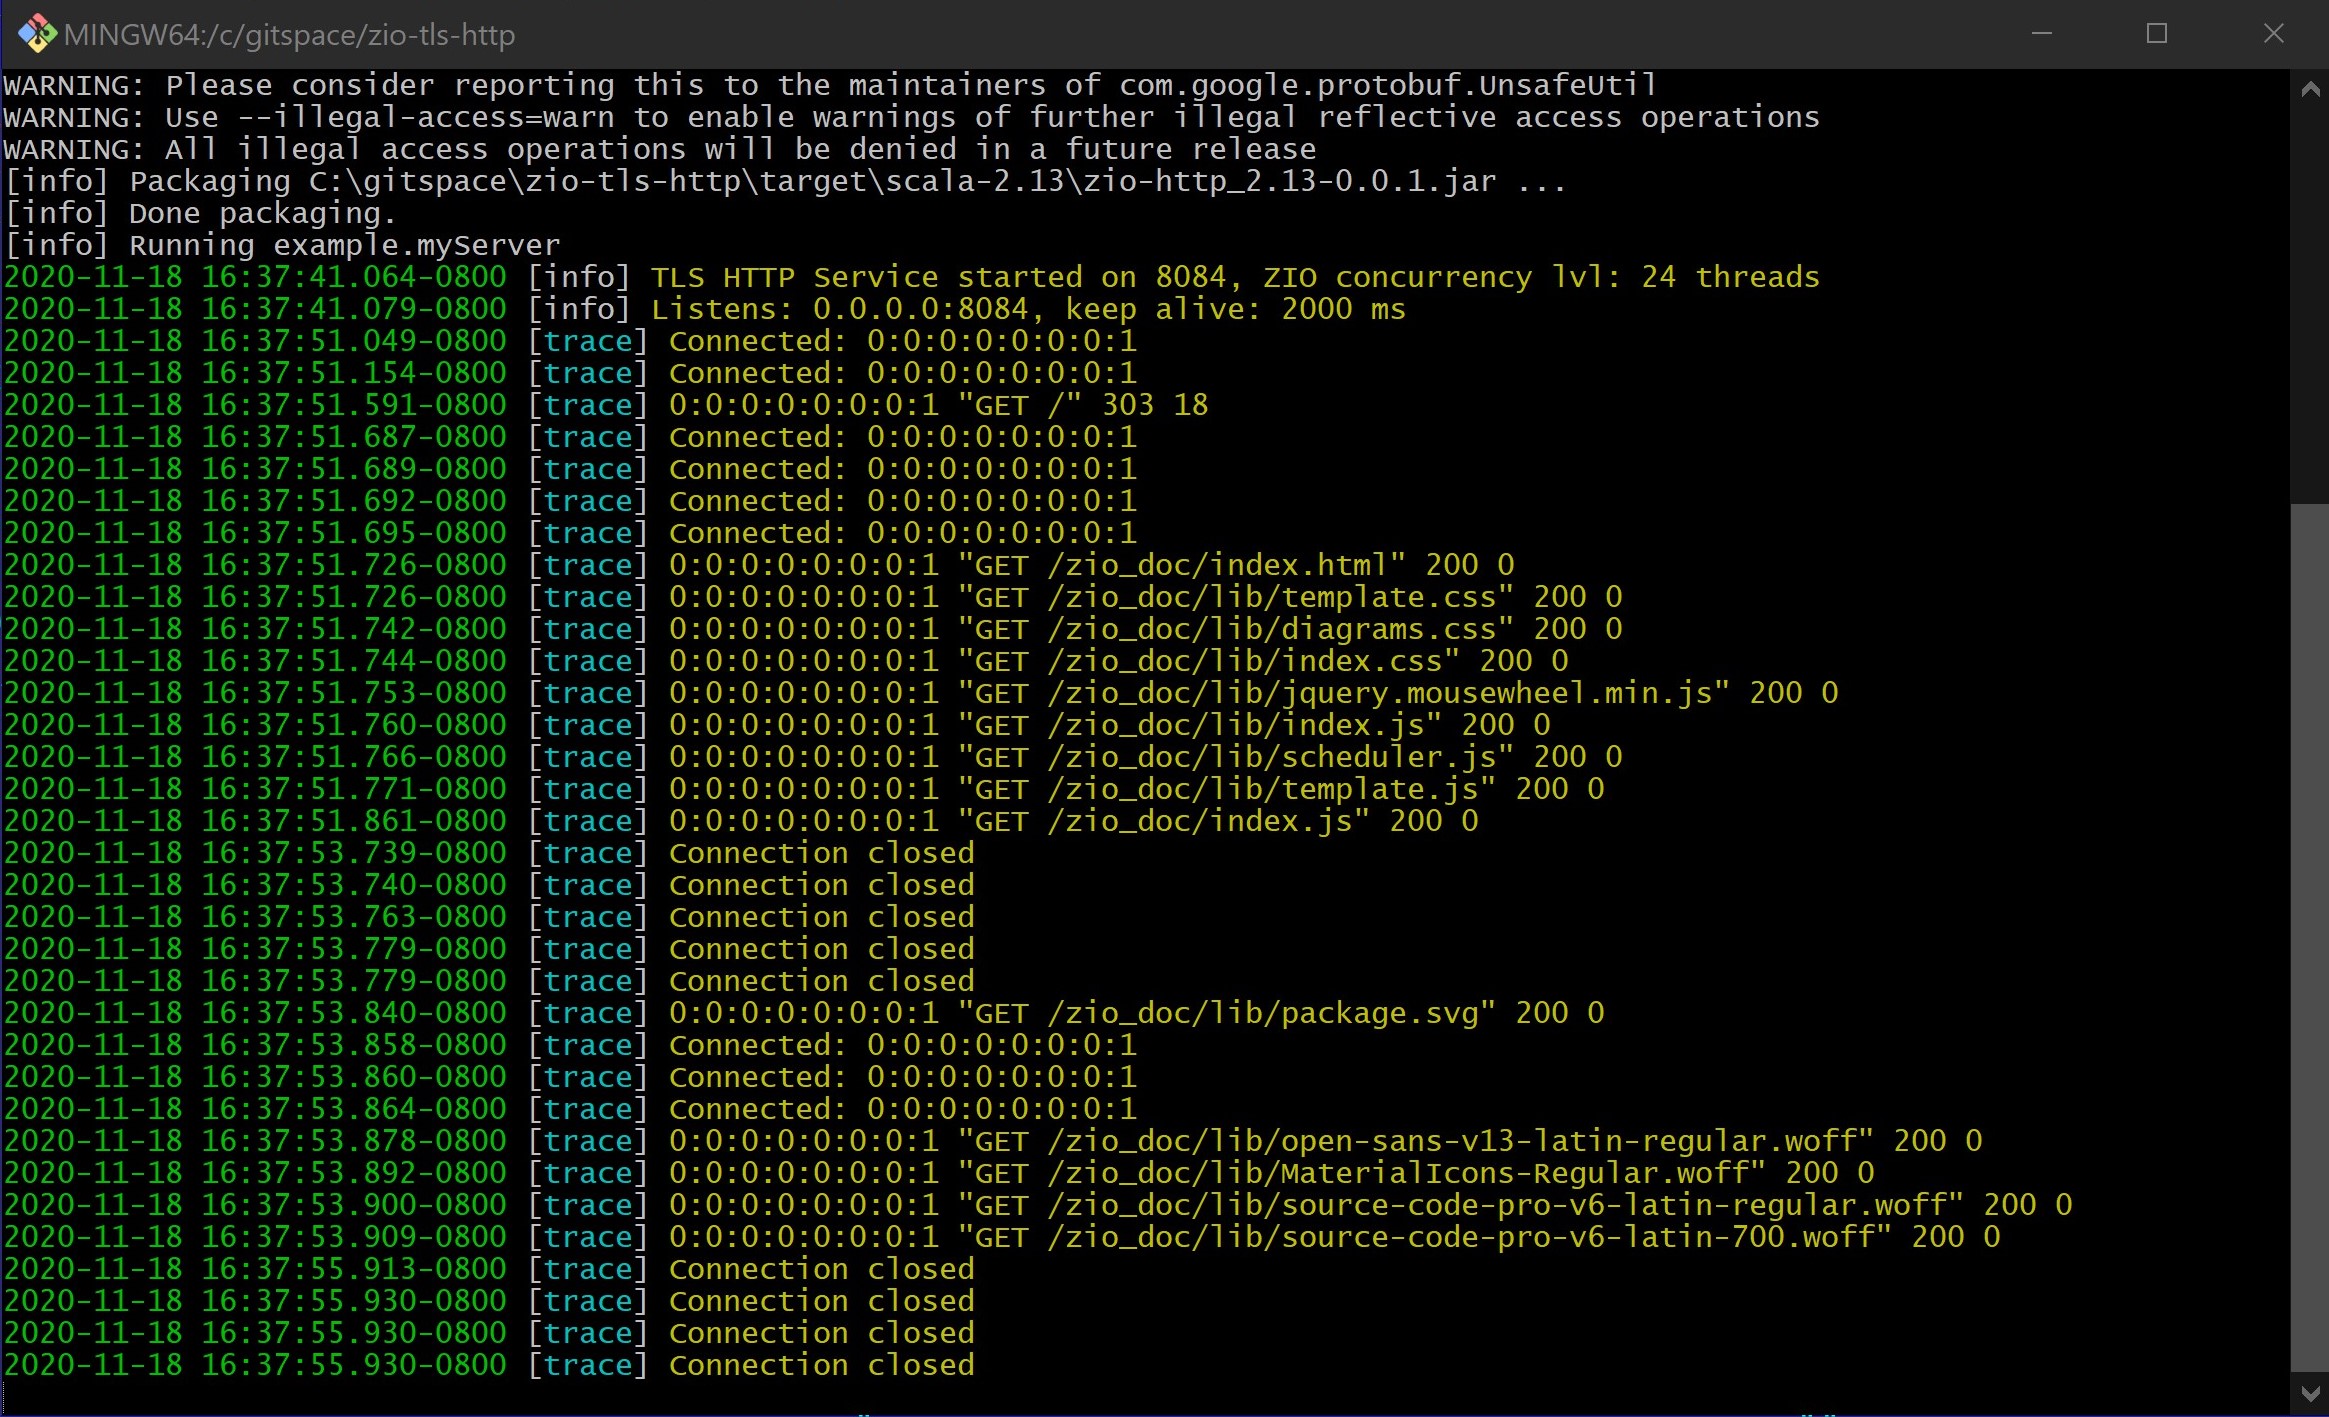 MINGW64:/c/gitspace/zio-tls-http
WARNING: Please consider reporting this to the maintainers of com.google.protobuf.UnsafeUtil
WARNING: Use --illegal-access=warn to enable warnings of further illegal reflective access operations
WARNING: All illegal access operations will be denied in a future release
[info] Packaging C:\gitspace\zio-tls-http\target\scala-2.13\zio-http_2.13-0.0.1.jar ...
[info] Done packaging.
[info] Running example.myServer
2020-11-18 16:37:41.064-0800 [info] TLS HTTP Service started on 8084, ZIO concurrency lvl: 24 threads
2020-11-18 16:37:41.079-0800 [info] Listens: 0.0.0.0:8084, keep alive: 2000 ms
2020-11-18 16:37:51.049-0800 [trace] Connected: 0:0:0:0:0:0:0:1
2020-11-18 16:37:51.154-0800 [trace] Connected: 0:0:0:0:0:0:0:1
2020-11-18 16:37:51.591-0800 [trace] 0:0:0:0:0:0:0:1 "GET /" 303 18
2020-11-18 16:37:51.687-0800 [trace] Connected: 0:0:0:0:0:0:0:1
2020-11-18 16:37:51.689-0800 [trace] Connected: 0:0:0:0:0:0:0:1
2020-11-18 16:37:51.692-0800 [trace] Connected: 0:0:0:0:0:0:0:1
2020-11-18 16:37:51.695-0800 [trace] Connected: 0:0:0:0:0:0:0:1
2020-11-18 16:37:51.726-0800 [trace] 0:0:0:0:0:0:0:1 "GET /zio_doc/index.html" 200 0
2020-11-18 16:37:51.726-0800 [trace] 0:0:0:0:0:0:0:1 "GET /zio_doc/lib/template.css" 200 0
2020-11-18 16:37:51.742-0800 [trace] 0:0:0:0:0:0:0:1 "GET /zio_doc/lib/diagrams.css" 200 0
2020-11-18 16:37:51.744-0800 [trace] 0:0:0:0:0:0:0:1 "GET /zio_doc/lib/index.css" 200 0
2020-11-18 16:37:51.753-0800 [trace] 0:0:0:0:0:0:0:1 "GET /zio_doc/lib/jquery.mousewheel.min.js" 200 0
2020-11-18 16:37:51.760-0800 [trace] 0:0:0:0:0:0:0:1 "GET /zio_doc/lib/index.js" 200 0
2020-11-18 16:37:51.766-0800 [trace] 0:0:0:0:0:0:0:1 "GET /zio_doc/lib/scheduler.js" 200 0
2020-11-18 16:37:51.771-0800 [trace] 0:0:0:0:0:0:0:1 "GET /zio_doc/lib/template.js" 200 0
2020-11-18 16:37:51.861-0800 [trace] 0:0:0:0:0:0:0:1 "GET /zio_doc/index.js" 200 0
2020-11-18 16:37:53.739-0800 [trace] Connection closed
2020-11-18 16:37:53.740-0800 [trace] Connection closed
2020-11-18 16:37:53.763-0800 [trace] Connection closed
2020-11-18 16:37:53.779-0800 [trace] Connection closed
2020-11-18 16:37:53.779-0800 [trace] Connection closed
2020-11-18 16:37:53.840-0800 [trace] 0:0:0:0:0:0:0:1 "GET /zio_doc/lib/package.svg" 200 0
2020-11-18 16:37:53.858-0800 [trace] Connected: 0:0:0:0:0:0:0:1
2020-11-18 16:37:53.860-0800 [trace] Connected: 0:0:0:0:0:0:0:1
2020-11-18 16:37:53.864-0800 [trace] Connected: 0:0:0:0:0:0:0:1
2020-11-18 16:37:53.878-0800 [trace] 0:0:0:0:0:0:0:1 "GET /zio_doc/lib/open-sans-v13-latin-regular.woff" 200 0
2020-11-18 16:37:53.892-0800 [trace] 0:0:0:0:0:0:0:1 "GET /zio_doc/lib/MaterialIcons-Regular.woff" 200 0
2020-11-18 16:37:53.900-0800 [trace] 0:0:0:0:0:0:0:1 "GET /zio_doc/lib/source-code-pro-v6-latin-regular.woff" 200 0
2020-11-18 16:37:53.909-0800 [trace] 0:0:0:0:0:0:0:1 "GET /zio_doc/lib/source-code-pro-v6-latin-700.woff" 200 0
2020-11-18 16:37:55.913-0800 [trace] Connection closed
2020-11-18 16:37:55.930-0800 [trace] Connection closed
2020-11-18 16:37:55.930-0800 [trace] Connection closed
2020-11-18 16:37:55.930-0800 [trace] Connection closed